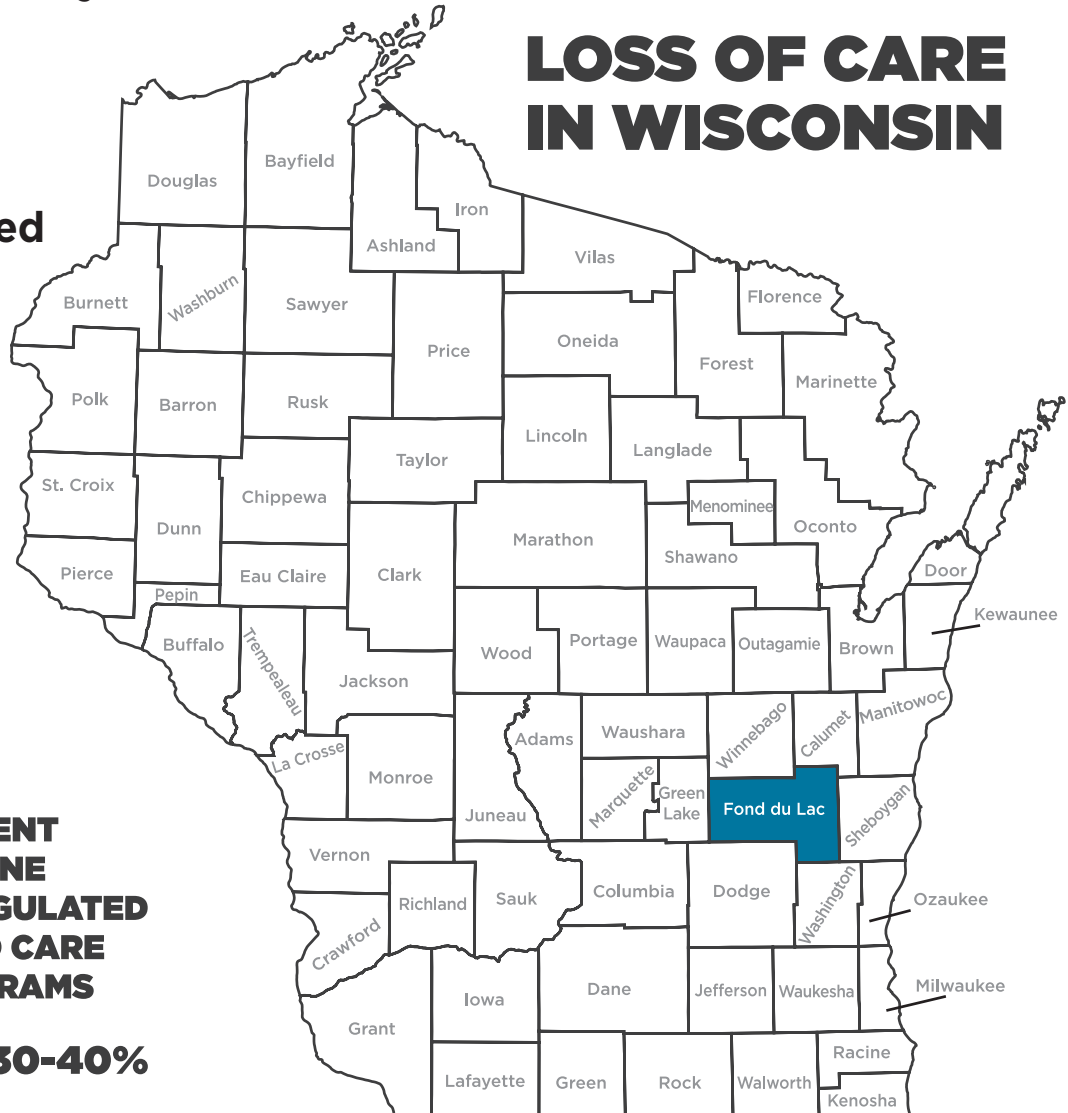 LOSS OF CARE
IN WISCONSIN
ed
Bayfield
Douglas
Iron
Ashland
Vilas
Burnett
Washburn
Sawyer
Florence
Oneida
Price
Forest
Marinette
Polk
Barron
Rusk
Lincoln
Langlade
Taylor
St. Croix
Chippewa
Menominee
Dunn
Marathon
Oconto
Shawano
Pierce
Eau Claire
Clark
Door
Pepin
Kewaunee
Buffalo
Trempealeau
Wood
Portage
Waupaca
Outagamie
Brown
Jackson
Adams
Waushara
Winnebago
Calumet
Manitowoc
La Crosse
Monroe
Juneau
Marquette
Green
Lake
Fond du Lac
Sheboygan
ENT
NE
GULATED
CARE
RAMS
30-40%
Vernon
Richland
Sauk
Columbia
Dodge
Washington
Ozaukee
Crawford
Iowa
Dane
Jefferson
Waukesha
Milwaukee
Grant
Lafayette
Green
Rock
Walworth
Racine
Kenosha